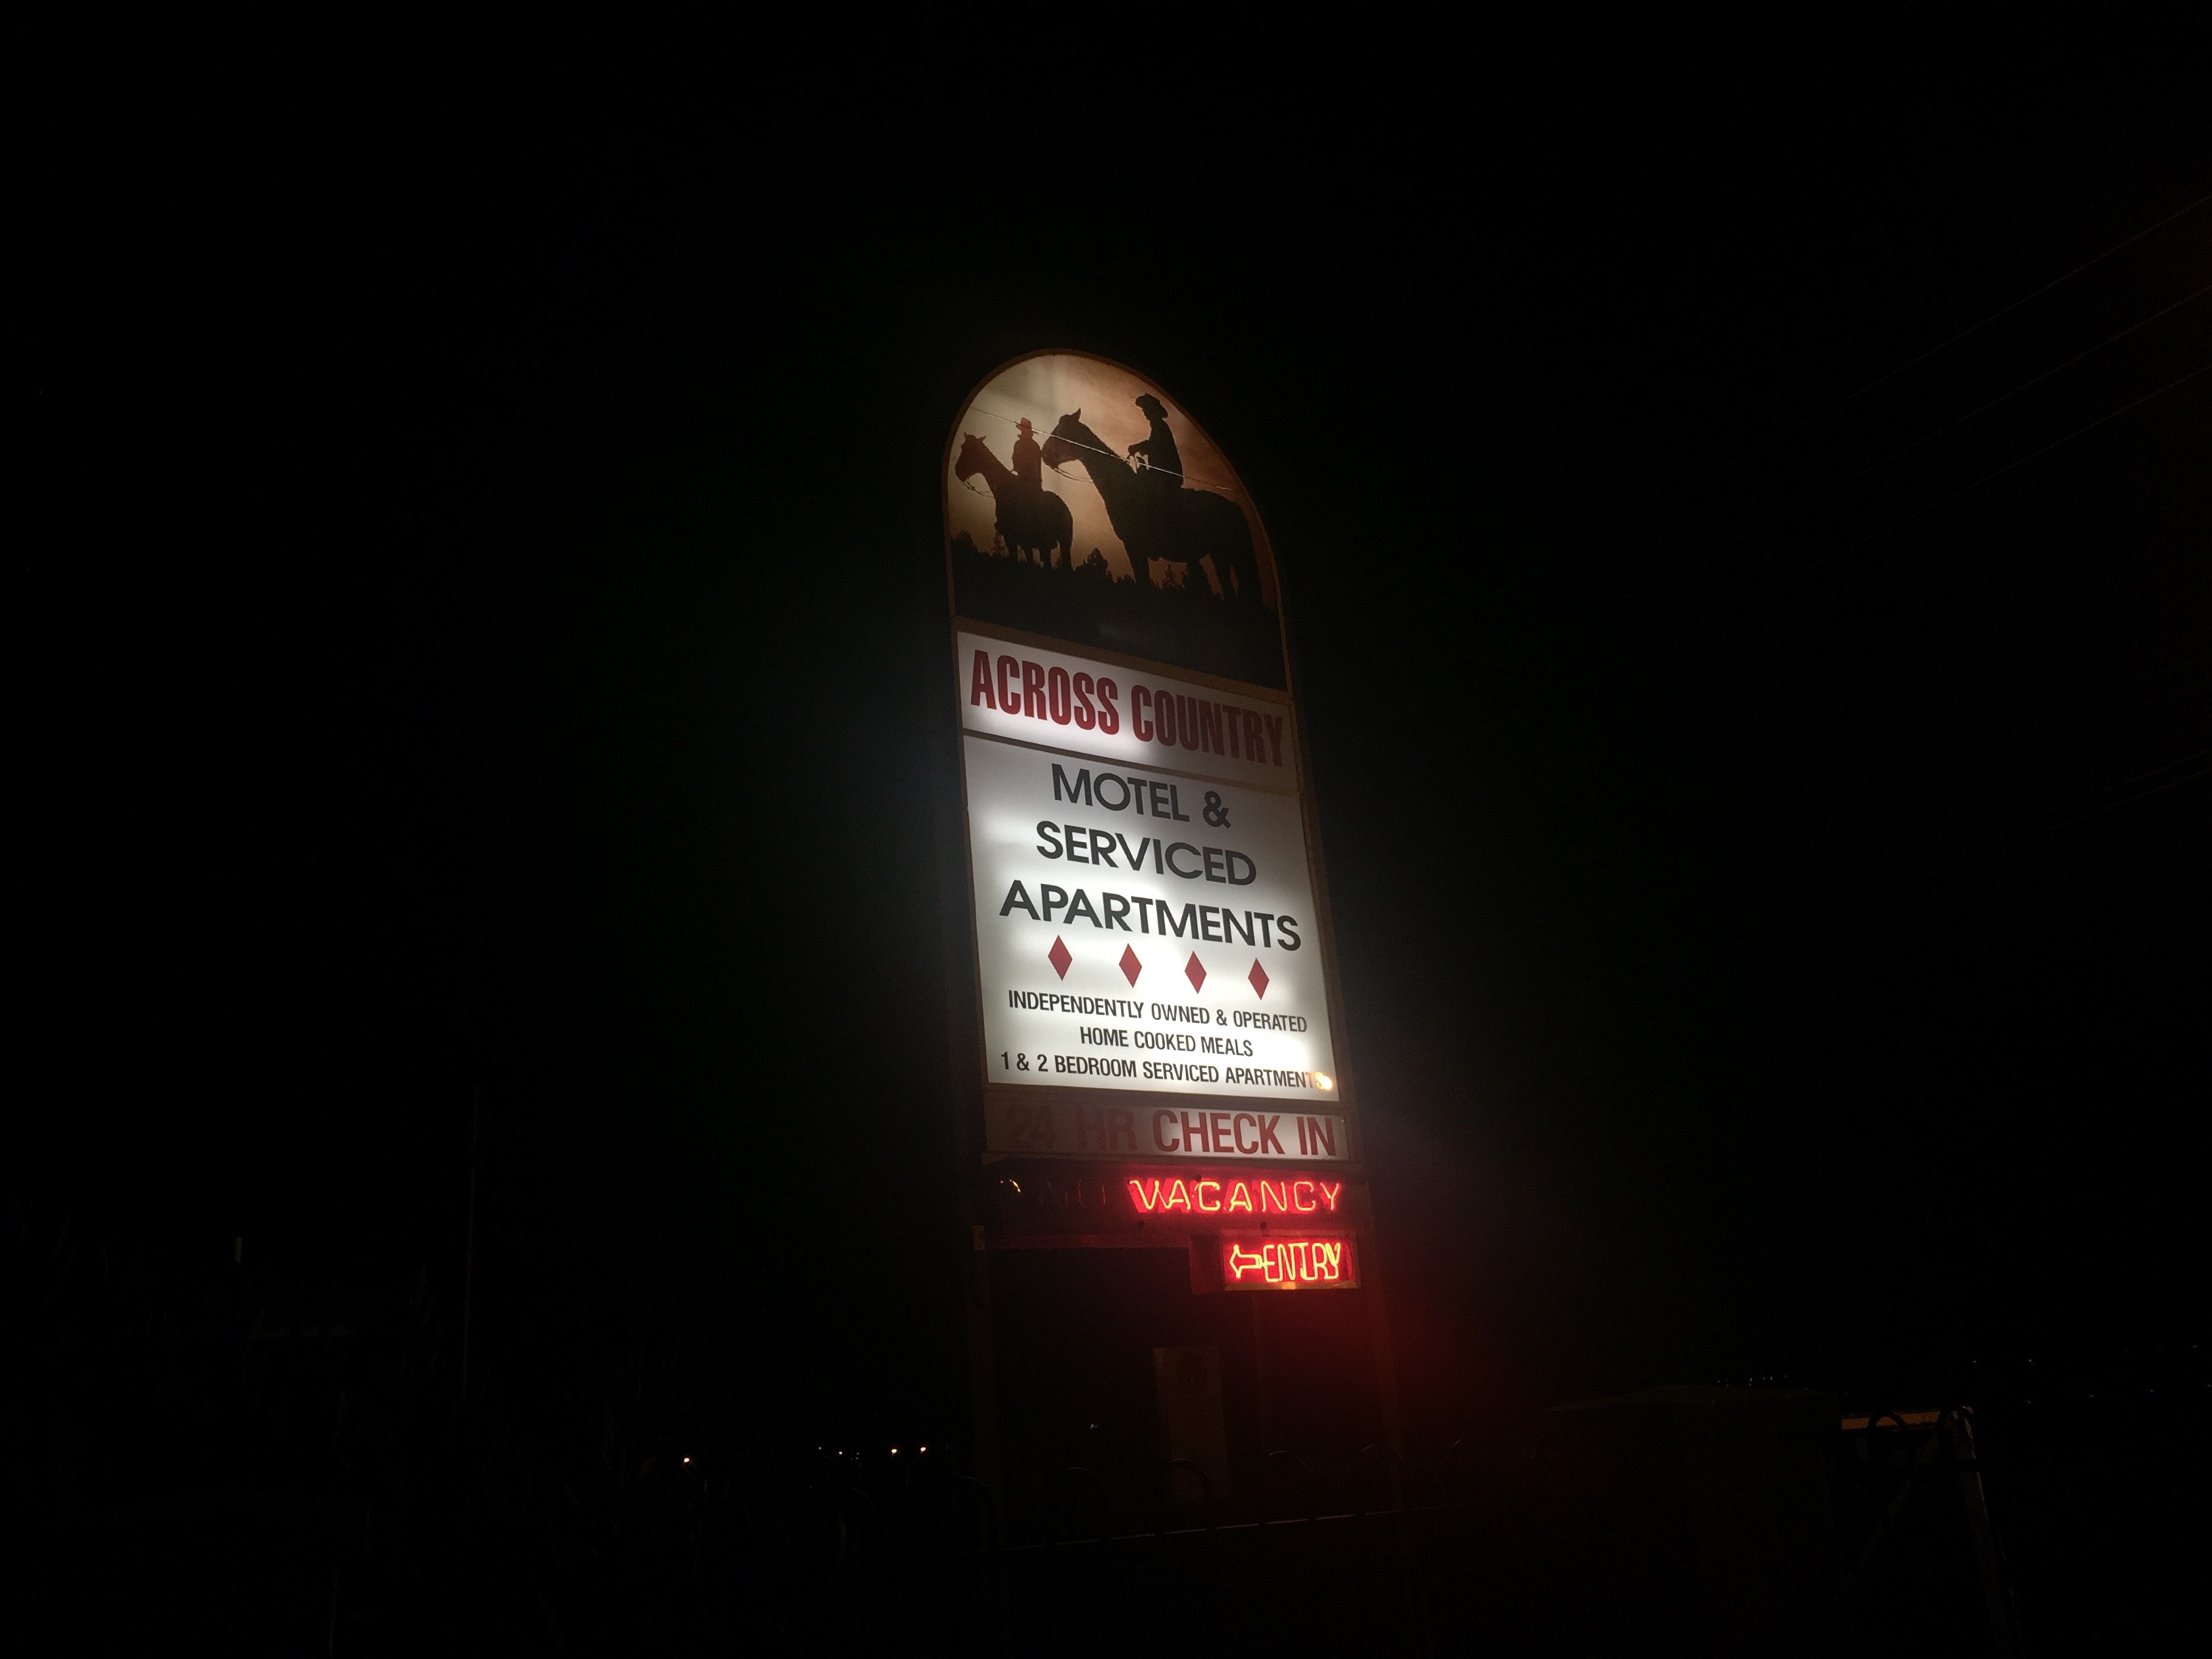 ACROSS COUNTRY
MOTEL &
SERVICED
APARTMENTS
INDEPENDENTLY OWNED & OPERATED
HOME COOKED MEALS
1 & 2 BEDROOM SERVICED APARTMENTS
24 HR CHECK IN
NO VACANCY
ENTRY